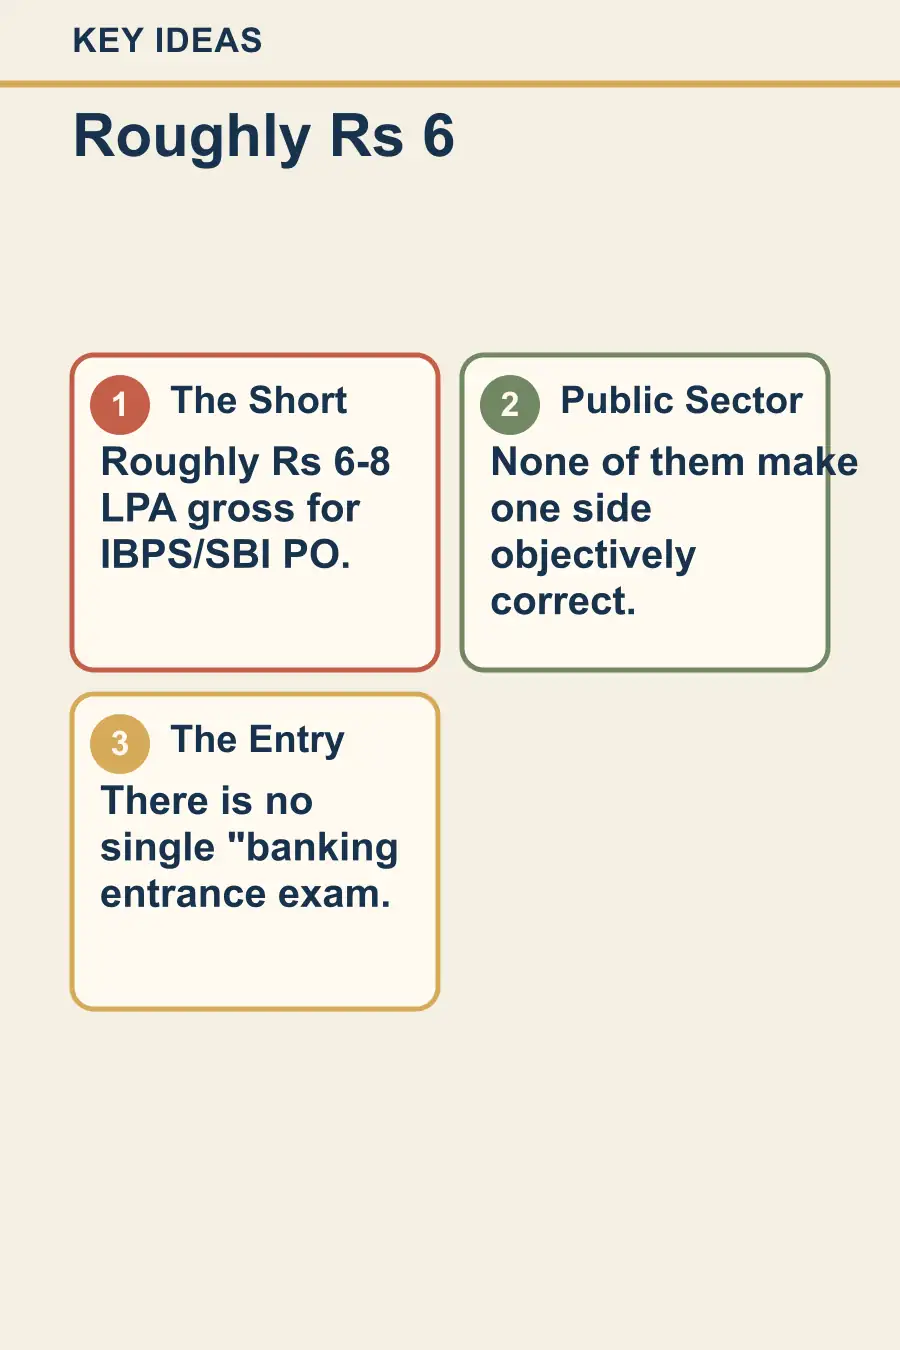 KEY IDEAS
Roughly Rs 6
1 The Short
Roughly Rs 6-8
LPA gross for
IBPS/SBI PO.
2 Public Sector
None of them make
one side
objectively
correct.
3 The Entry
There is no
single "banking
entrance exam.